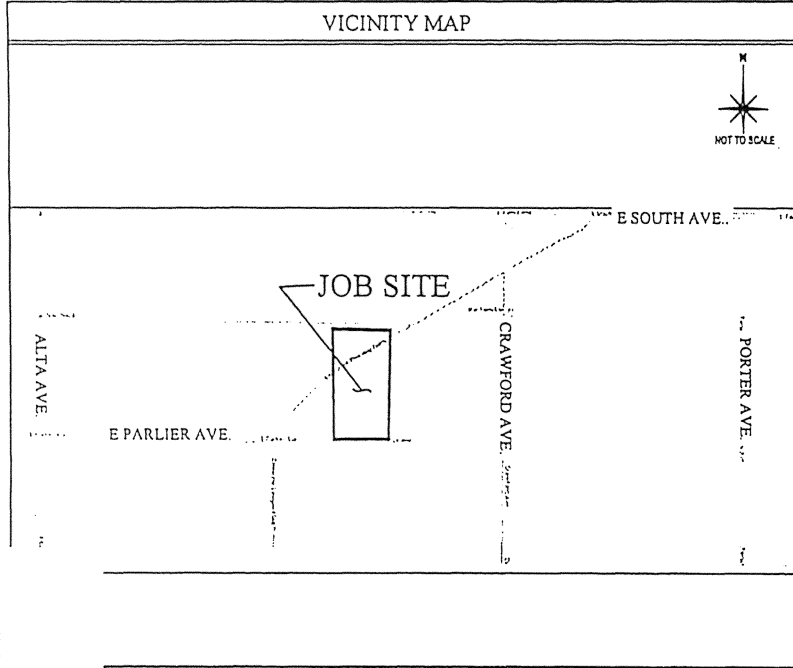 VICINITY MAP
N
NOT TO SCALE
E SOUTH AVE..
JOB SITE
ALTA AVE.
CRAWFORD AVE.
PORTER AVE.
E PARLIER AVE.